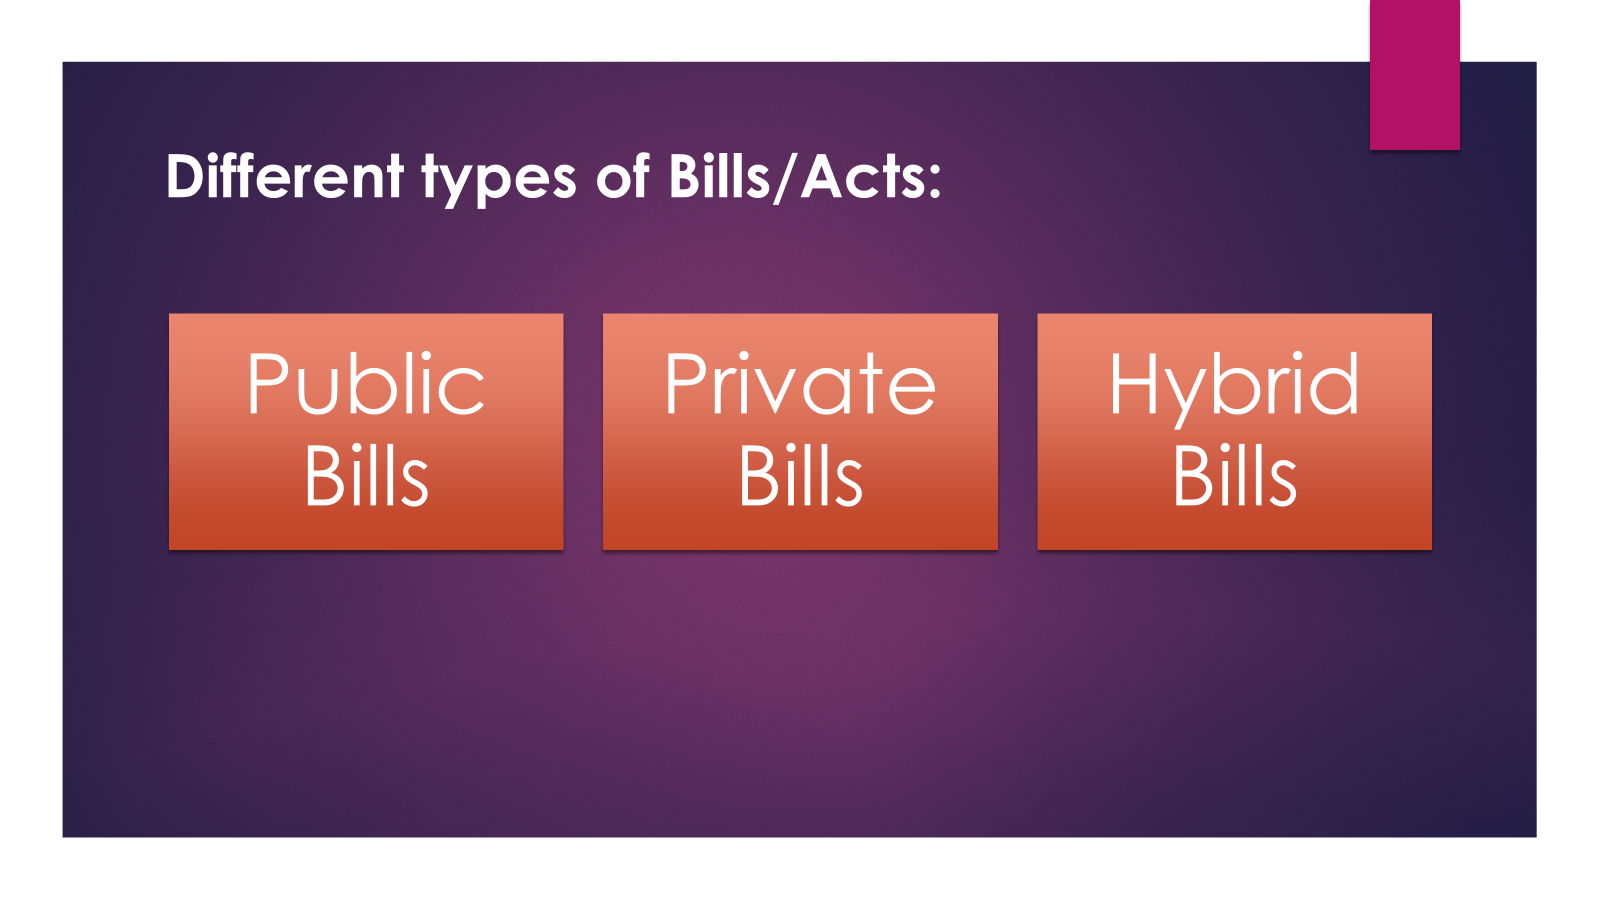 Different types of Bills/Acts:
Public
Bills
Private
Bills
Hybrid
Bills